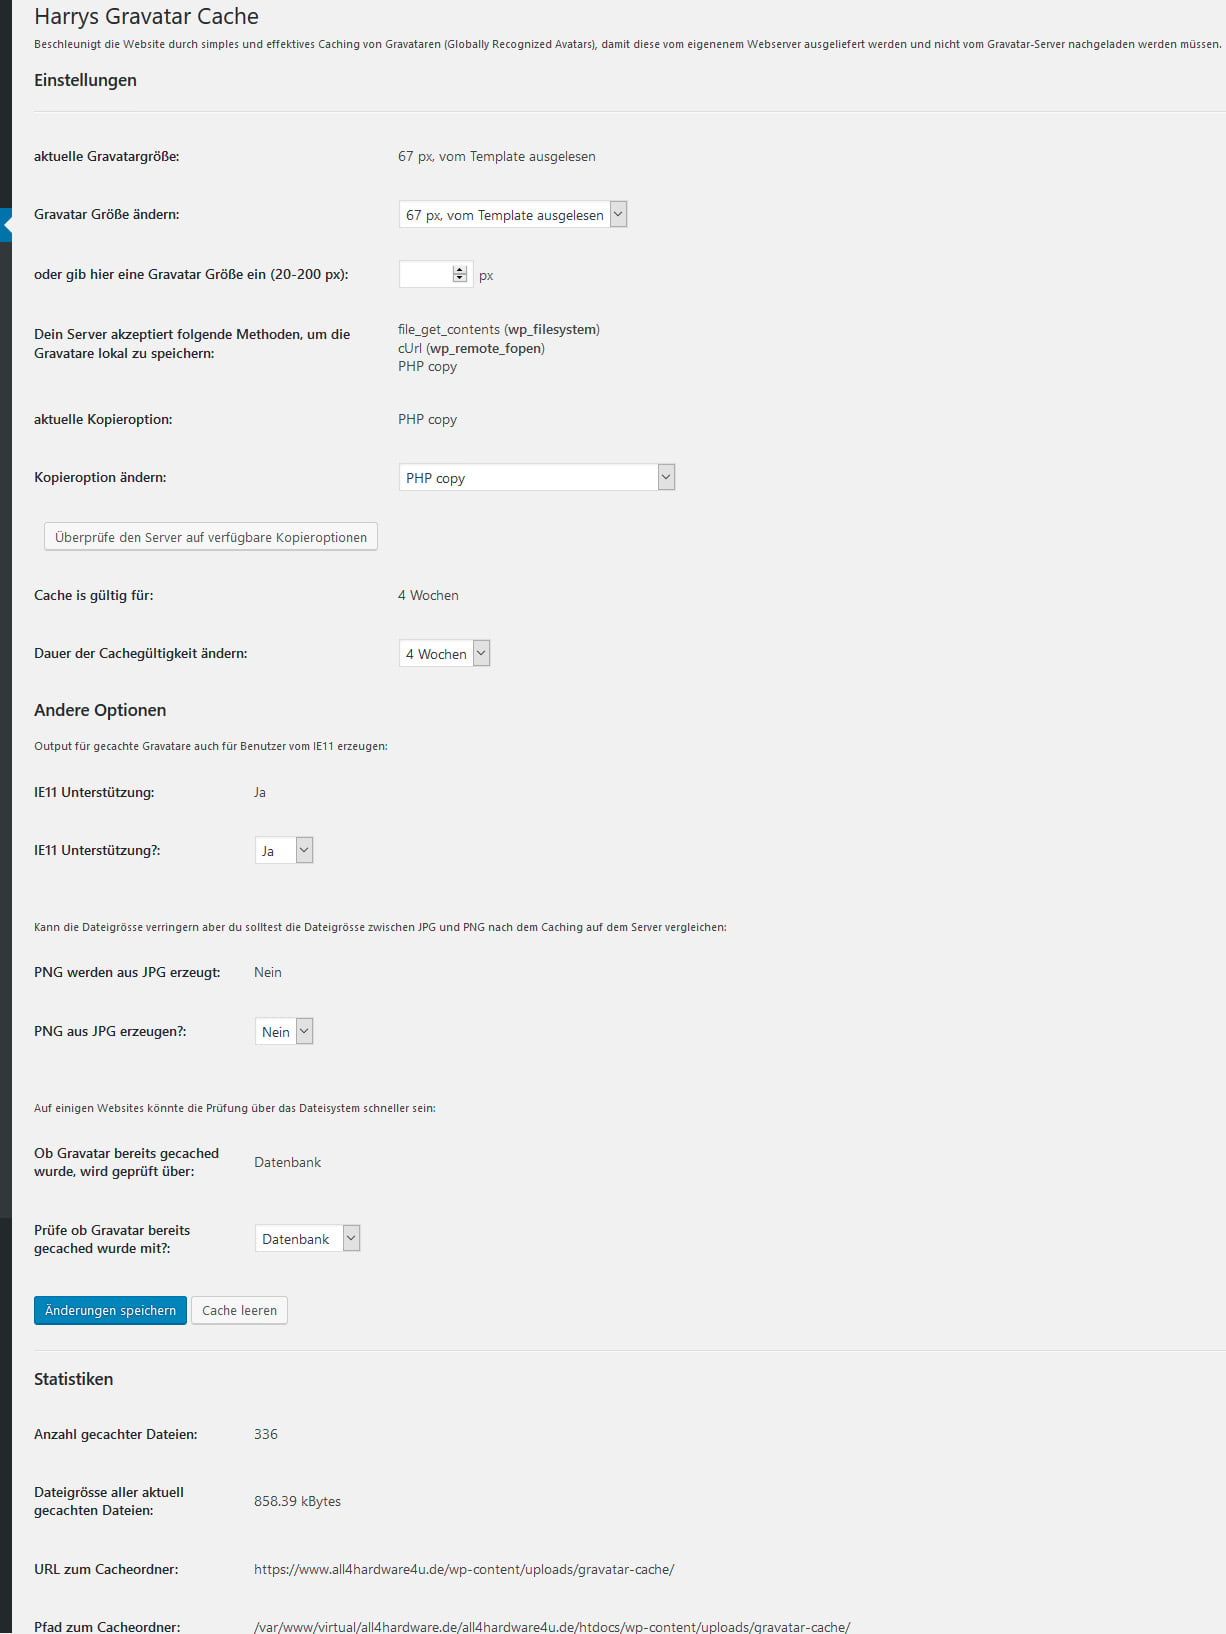 Harrys Gravatar Cache
Beschleunigt die Website durch simples und effektives Caching von Gravataren (Globally Recognized Avatars), damit diese vom eigenenem Webserver ausgeliefert werden und nicht vom Gravatar-Server nachgeladen werden müssen.
Einstellungen
aktuelle Gravatargröße: 67 px, vom Template ausgelesen
Gravatar Größe ändern: 67 px, vom Template ausgelesen
oder gib hier eine Gravatar Größe ein (20-200 px): px
Dein Server akzeptiert folgende Methoden, um die
Gravatare lokal zu speichern:
file_get_contents (wp_filesystem)
cUrl (wp_remote_fopen)
PHP copy
aktuelle Kopieroption: PHP copy
Kopieroption ändern: PHP copy
Überprüfe den Server auf verfügbare Kopieroptionen
Cache is gültig für: 4 Wochen
Dauer der Cachegültigkeit ändern: 4 Wochen
Andere Optionen
Output für gecachte Gravatare auch für Benutzer vom IE11 erzeugen:
IE11 Unterstützung: Ja
IE11 Unterstützung?: Ja
Kann die Dateigrösse verringern aber du solltest die Dateigrösse zwischen JPG und PNG nach dem Caching auf dem Server vergleichen:
PNG werden aus JPG erzeugt: Nein
PNG aus JPG erzeugen?: Nein
Auf einigen Websites könnte die Prüfung über das Dateisystem schneller sein:
Ob Gravatar bereits gecached
wurde, wird geprüft über:
Datenbank
Prüfe ob Gravatar bereits
gecached wurde mit?:
Datenbank
Änderungen speichern Cache leeren
Statistiken
Anzahl gecachter Dateien: 336
Dateigrösse aller aktuell
gecachten Dateien:
858.39 kBytes
URL zum Cacheordner: https://www.all4hardware4u.de/wp-content/uploads/gravatar-cache/
Pfad zum Cacheordner: /var/www/virtual/all4hardware.de/all4hardware4u.de/htdocs/wp-content/uploads/gravatar-cache/